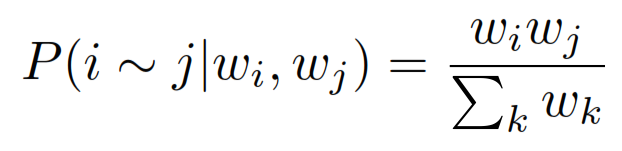 P(i ∼ j|w_i, w_j) = \frac{w_i w_j}{\sum_k w_k}